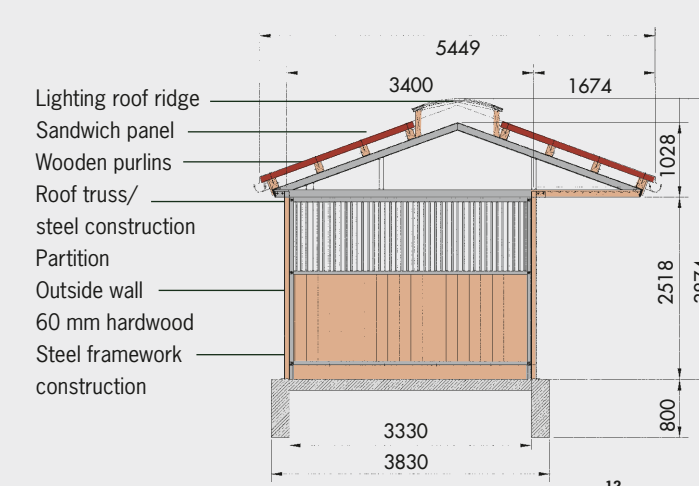 5449
3400
1674
Lighting roof ridge
Sandwich panel
Wooden purlins
Roof truss/
steel construction
Partition
Outside wall
60 mm hardwood
Steel framework
construction
1028
2518
800
3330
3830